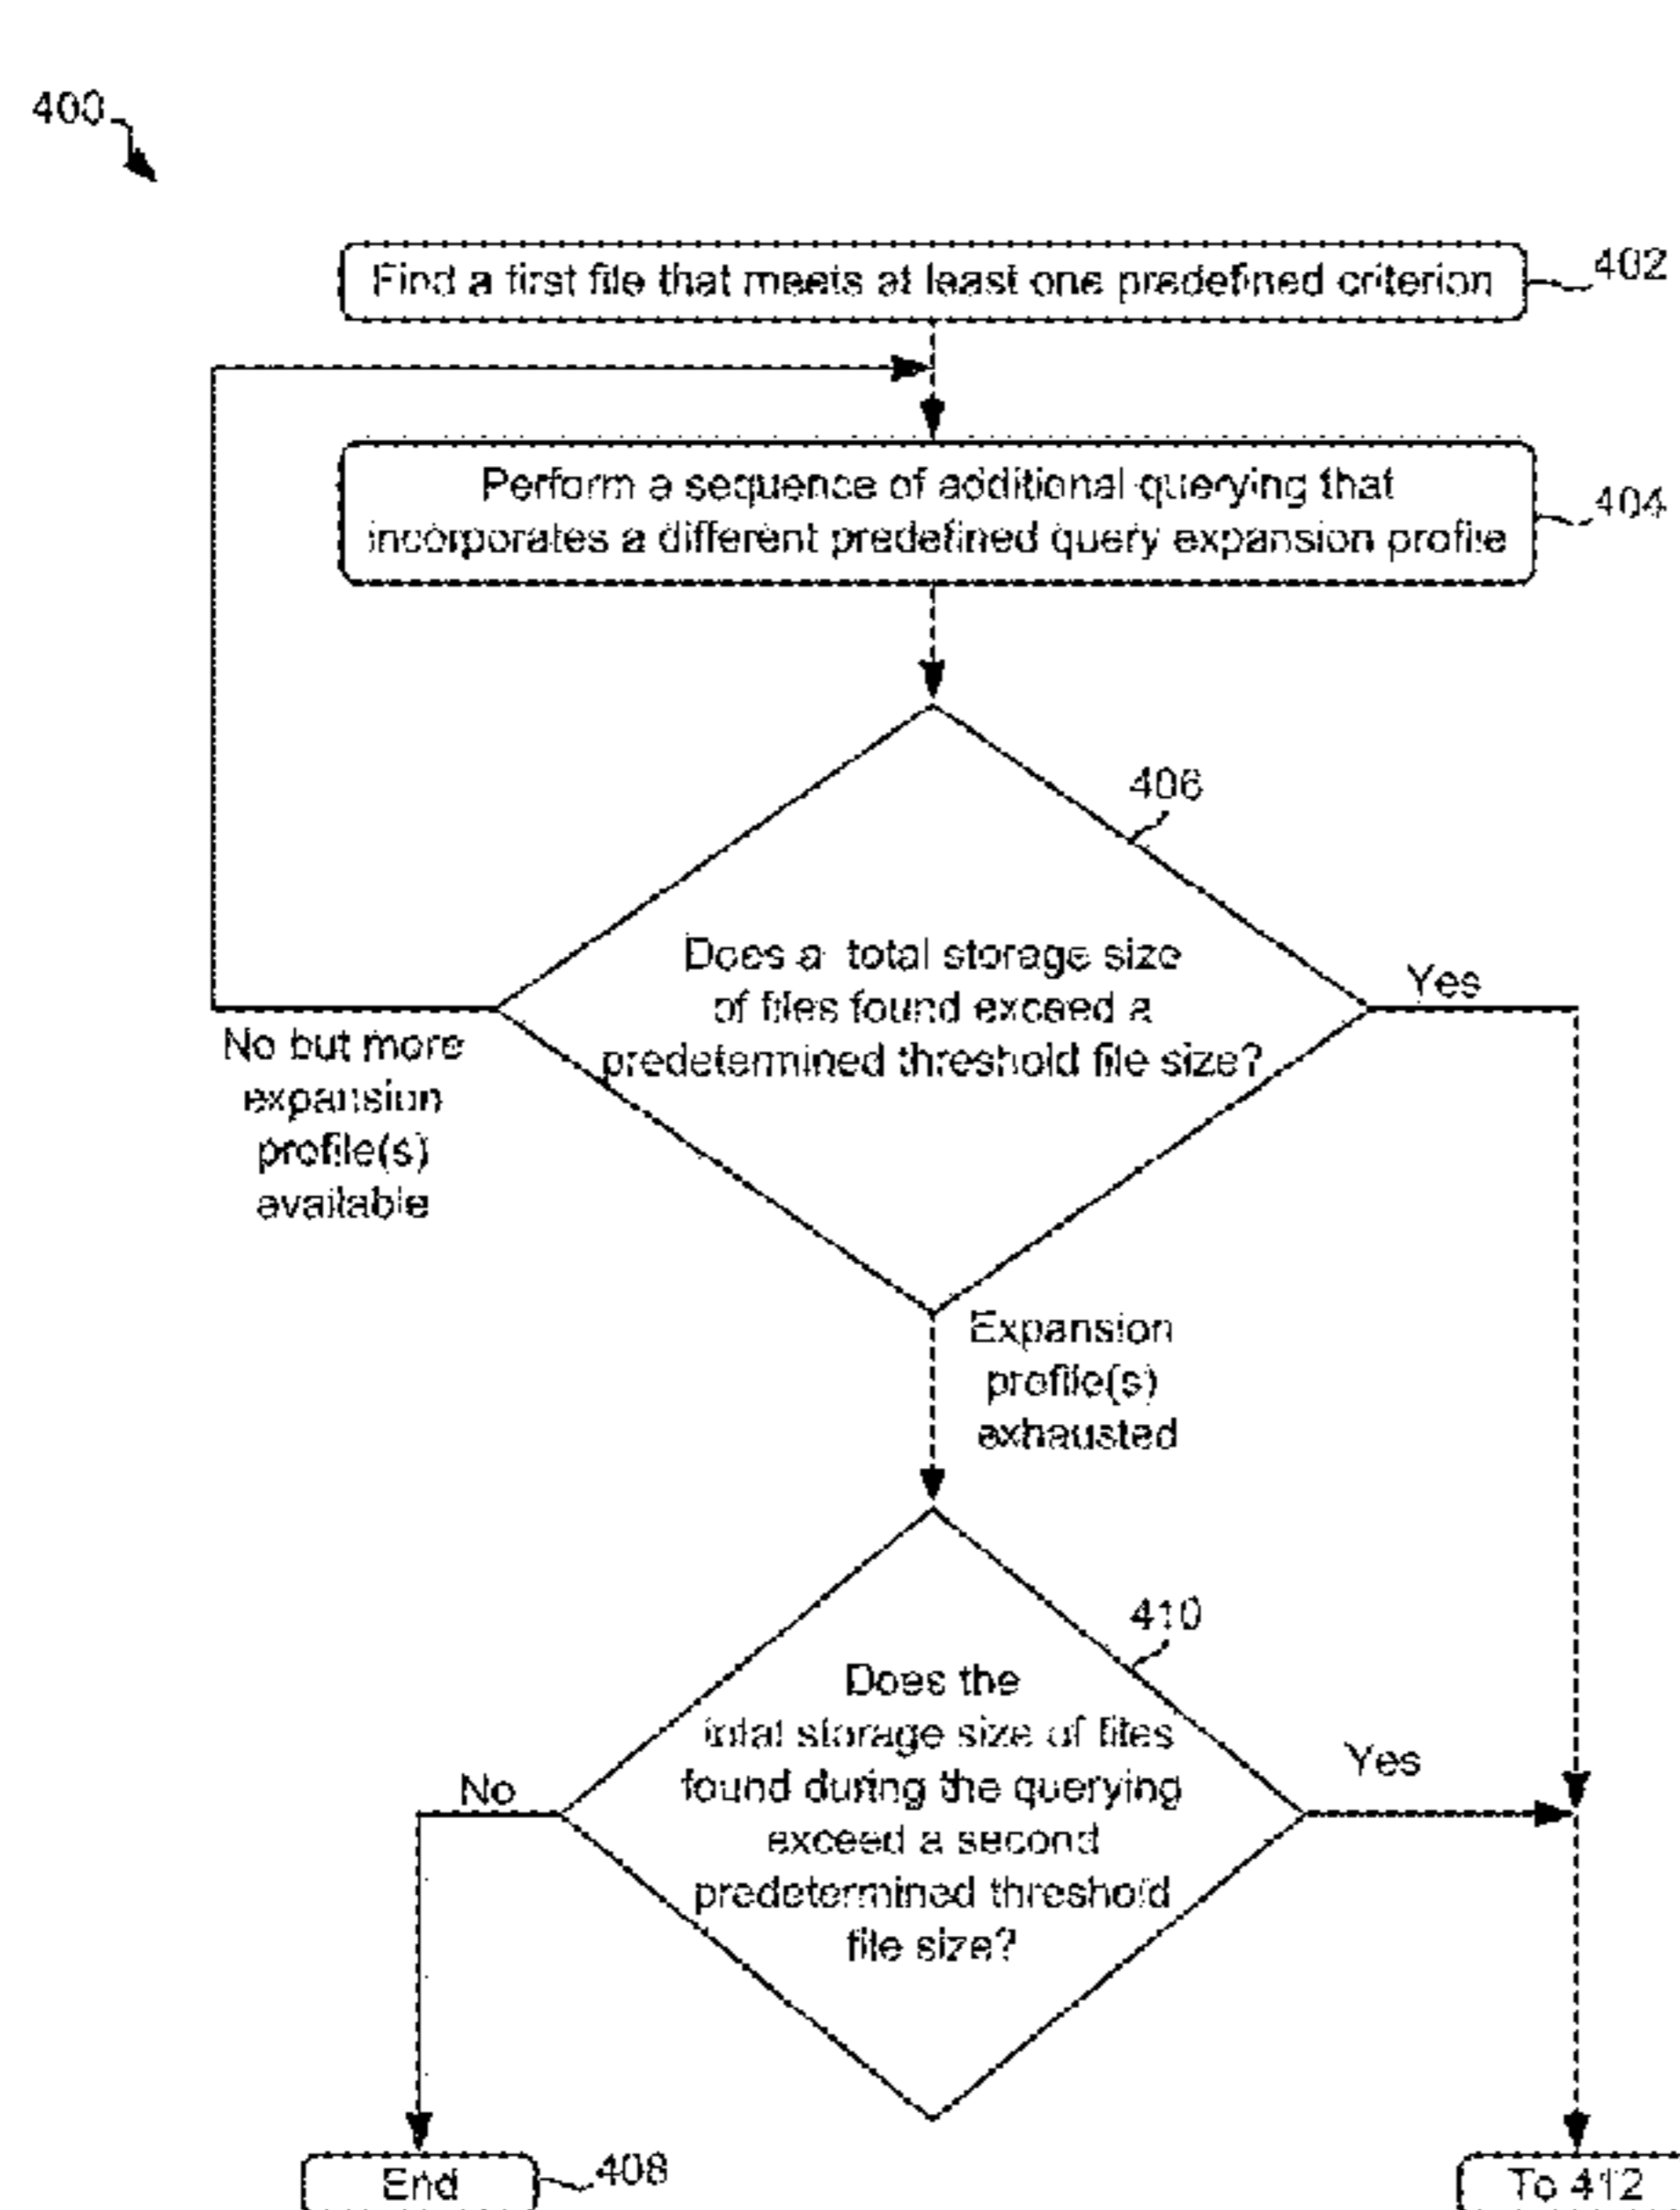 400
Find a first file that meets at least one predefined criterion
402
Perform a sequence of additional querying that
incorporates a different predefined query expansion profile
404
406
Does a total storage size
of files found exceed a
predetermined threshold file size?
Yes
No but more
expansion
profile(s)
available
Expansion
profile(s)
exhausted
410
Does the
total storage size of files
found during the querying
exceed a second
predetermined threshold
file size?
No
Yes
End
408
To 412